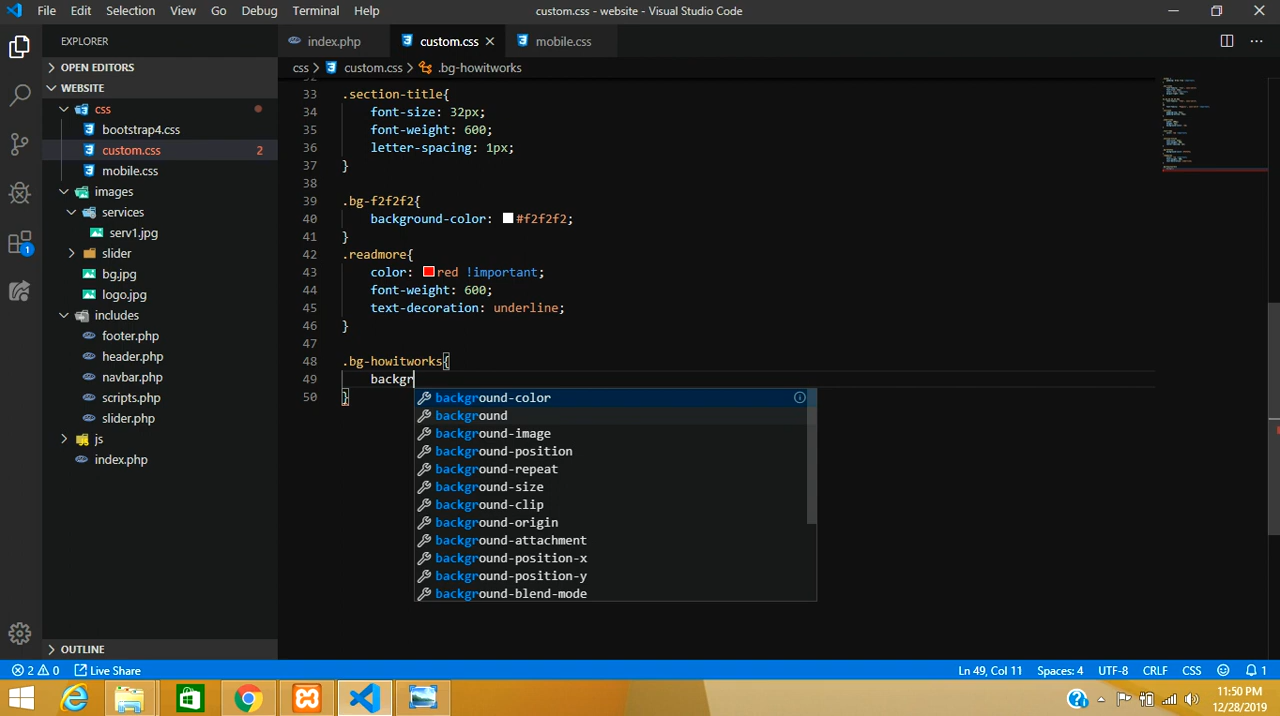 File Edit Selection View Go Debug Terminal Help custom.css - website - Visual Studio Code
EXPLORER
index.php custom.css mobile.css
OPEN EDITORS
css custom.css .bg-howitworks
WEBSITE
css
bootstrap4.css
custom.css 2
mobile.css
images
services
serv1.jpg
slider
bg.jpg
logo.jpg
includes
footer.php
header.php
navbar.php
scripts.php
slider.php
js
index.php
OUTLINE
1
33 .section-title{
34 font-size: 32px;
35 font-weight: 600;
36 letter-spacing: 1px;
37 }
38
39 .bg-f2f2f2{
40 background-color: #f2f2f2;
41 }
42 .readmore{
43 color: red !important;
44 font-weight: 600;
45 text-decoration: underline;
46 }
47
48 .bg-howitworks{
49 backgr
50 }
background-color
background
background-image
background-position
background-repeat
background-size
background-clip
background-origin
background-attachment
background-position-x
background-position-y
background-blend-mode
2 0 Live Share Ln 49, Col 11 Spaces: 4 UTF-8 CRLF CSS 1
11:50 PM
12/28/2019